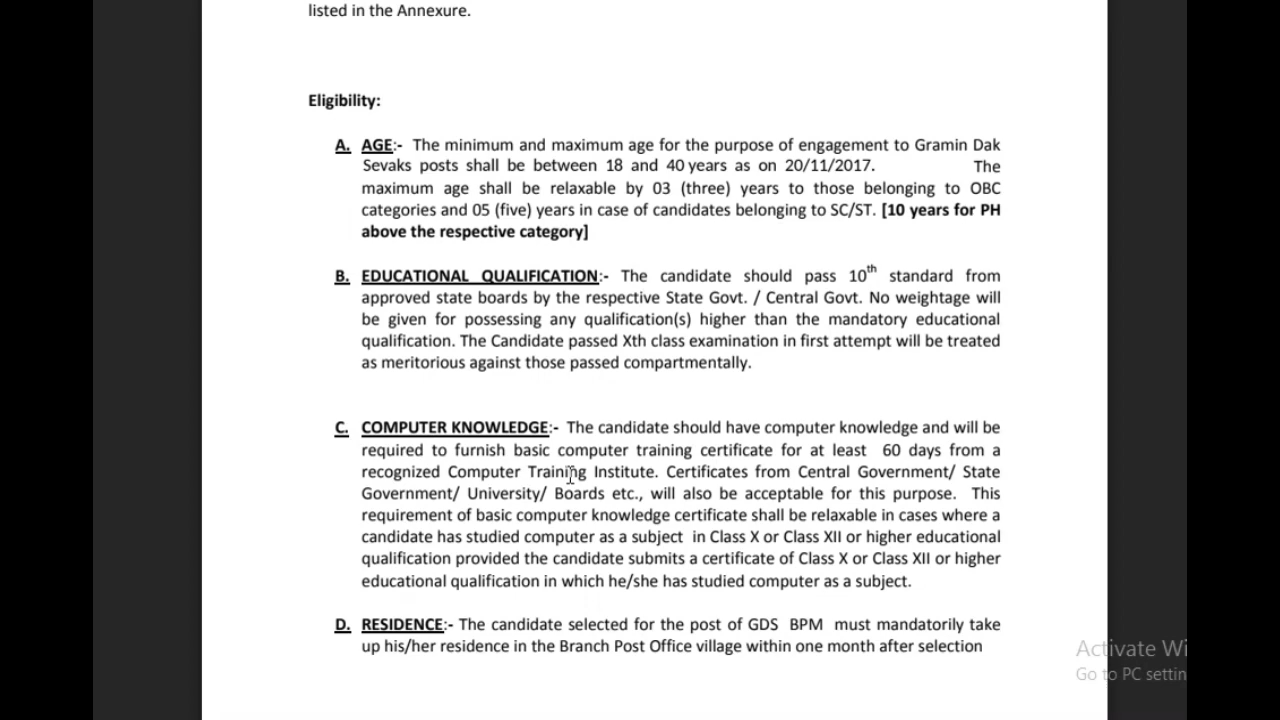 listed in the Annexure.
Eligibility:
A. AGE:- The minimum and maximum age for the purpose of engagement to Gramin Dak
Sevaks posts shall be between 18 and 40 years as on 20/11/2017. The
maximum age shall be relaxable by 03 (three) years to those belonging to OBC
categories and 05 (five) years in case of candidates belonging to SC/ST. [10 years for PH
above the respective category]
B. EDUCATIONAL QUALIFICATION:- The candidate should pass 10th standard from
approved state boards by the respective State Govt. / Central Govt. No weightage will
be given for possessing any qualification(s) higher than the mandatory educational
qualification. The Candidate passed Xth class examination in first attempt will be treated
as meritorious against those passed compartmentally.
C. COMPUTER KNOWLEDGE:- The candidate should have computer knowledge and will be
required to furnish basic computer training certificate for at least 60 days from a
recognized Computer Training Institute. Certificates from Central Government/ State
Government/ University/ Boards etc., will also be acceptable for this purpose. This
requirement of basic computer knowledge certificate shall be relaxable in cases where a
candidate has studied computer as a subject in Class X or Class XII or higher educational
qualification provided the candidate submits a certificate of Class X or Class XII or higher
educational qualification in which he/she has studied computer as a subject.
D. RESIDENCE:- The candidate selected for the post of GDS BPM must mandatorily take
up his/her residence in the Branch Post Office village within one month after selection
Activate Wi
Go to PC settin